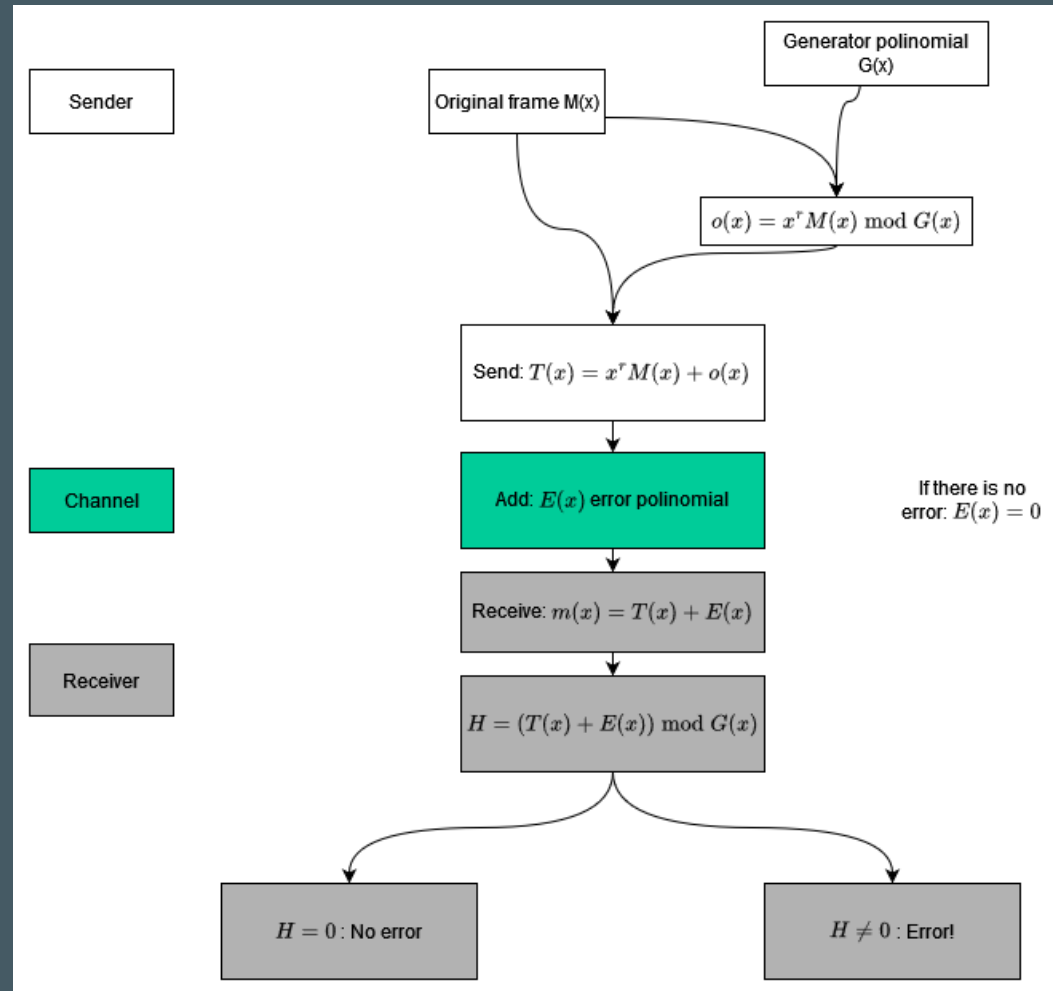 Generator polinomial
G(x)
Sender
Original frame M(x)
o(x) = x^r M(x) mod G(x)
Send: T(x) = x^r M(x) + o(x)
Channel
Add: E(x) error polinomial
If there is no
error: E(x) = 0
Receive: m(x) = T(x) + E(x)
Receiver
H = (T(x) + E(x)) mod G(x)
H = 0 : No error
H ≠ 0 : Error!